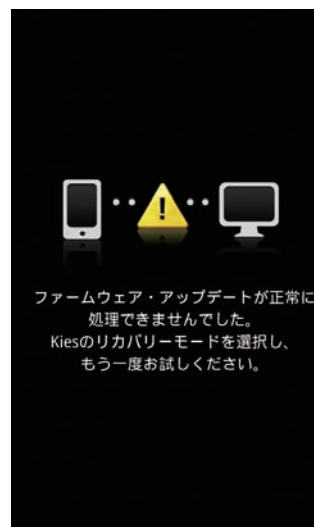 ファームウェア・アップデートが正常に
処理できませんでした。
Kiesのリカバリーモードを選択し、
もう一度お試しください。